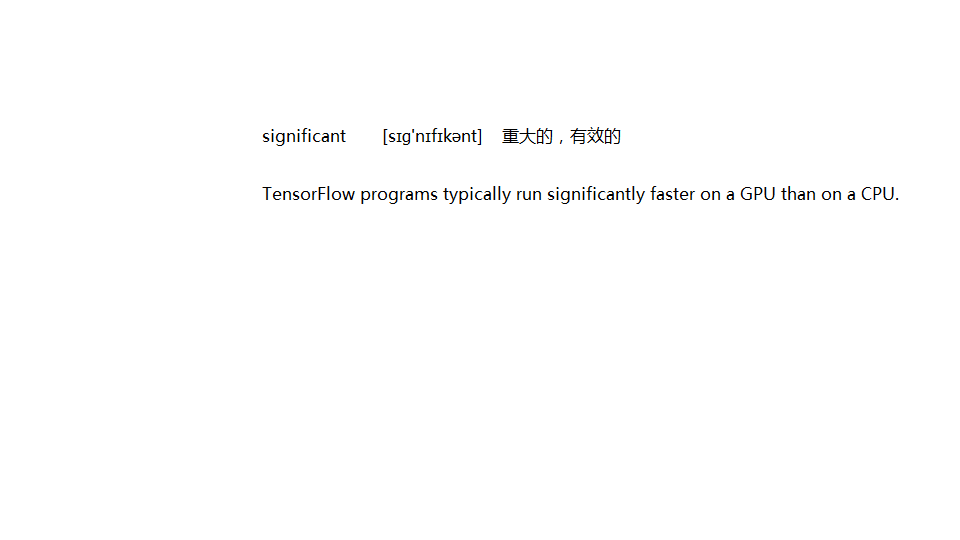 significant [sɪɡ'nɪfɪkənt] 重大的，有效的
TensorFlow programs typically run significantly faster on a GPU than on a CPU.